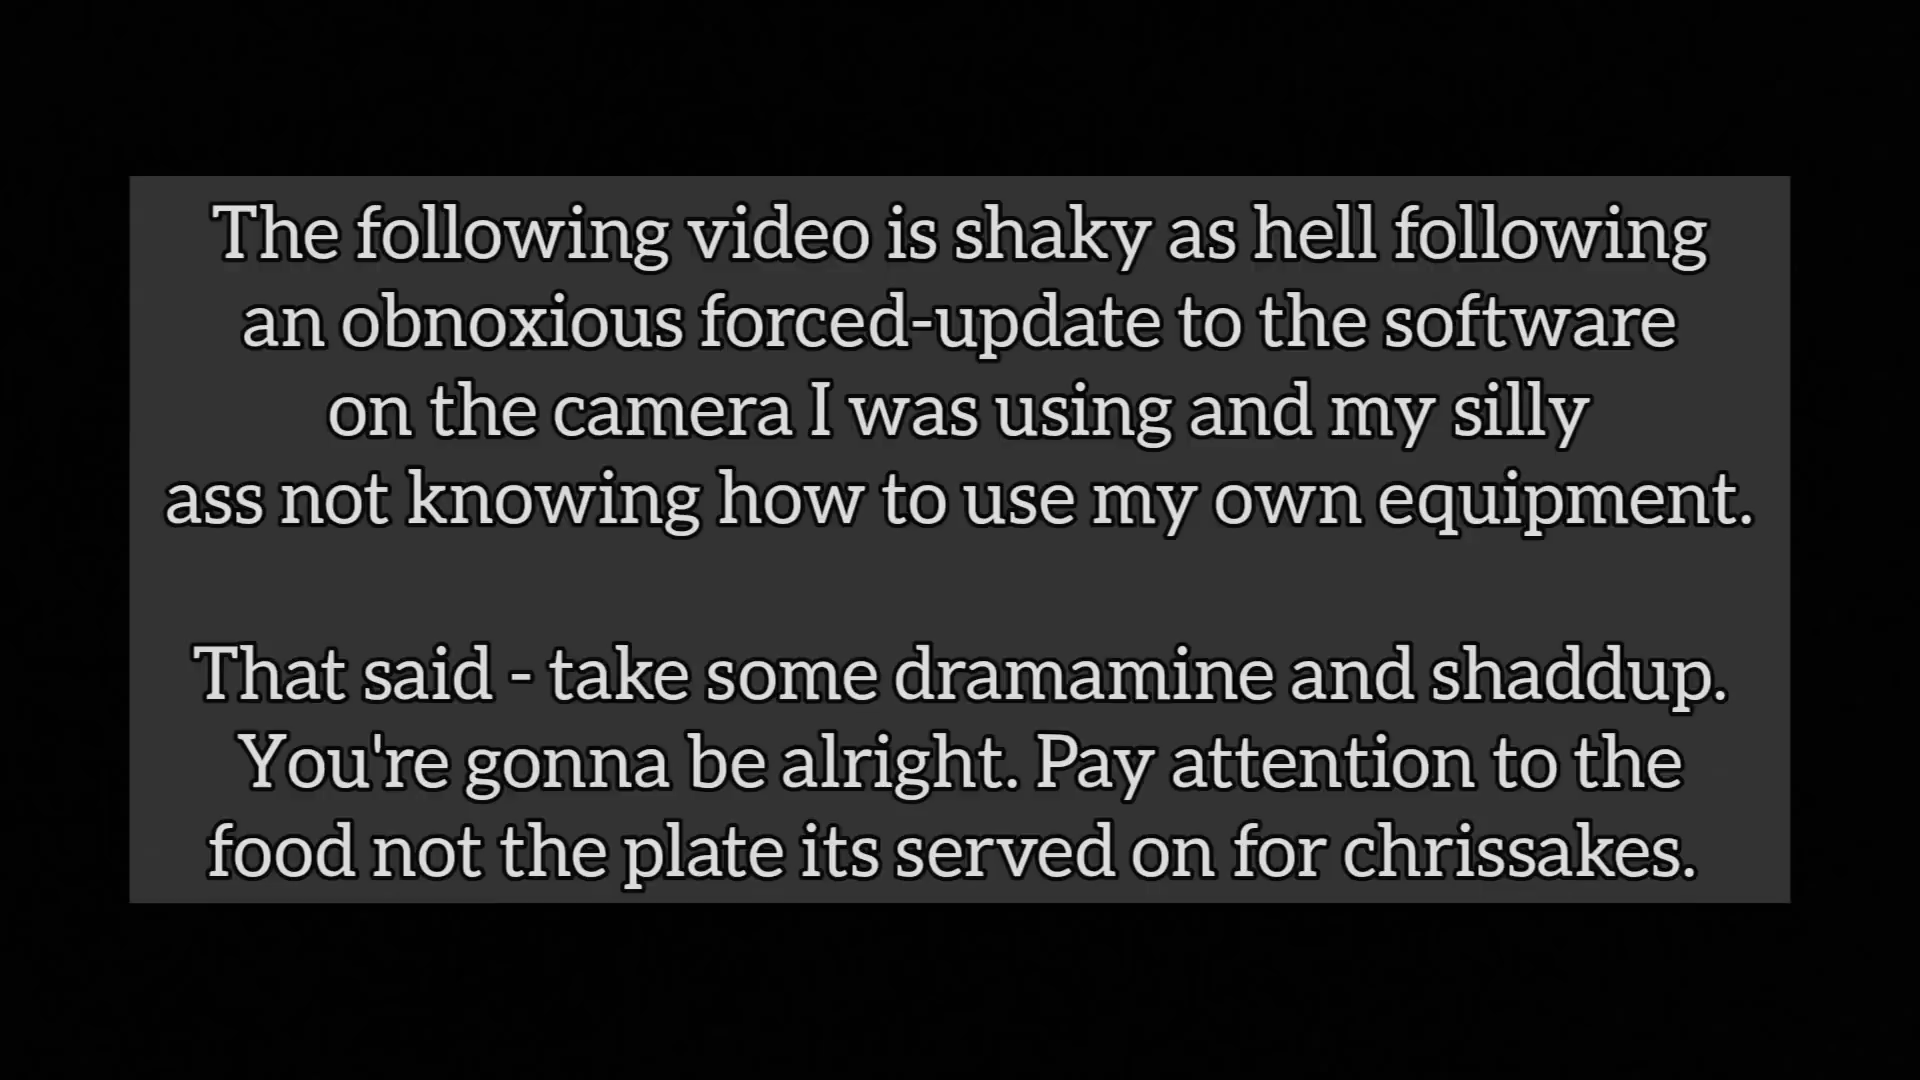 The following video is shaky as hell following
an obnoxious forced-update to the software
on the camera I was using and my silly
ass not knowing how to use my own equipment.
That said - take some dramamine and shaddup.
You're gonna be alright. Pay attention to the
food not the plate its served on for chrissakes.